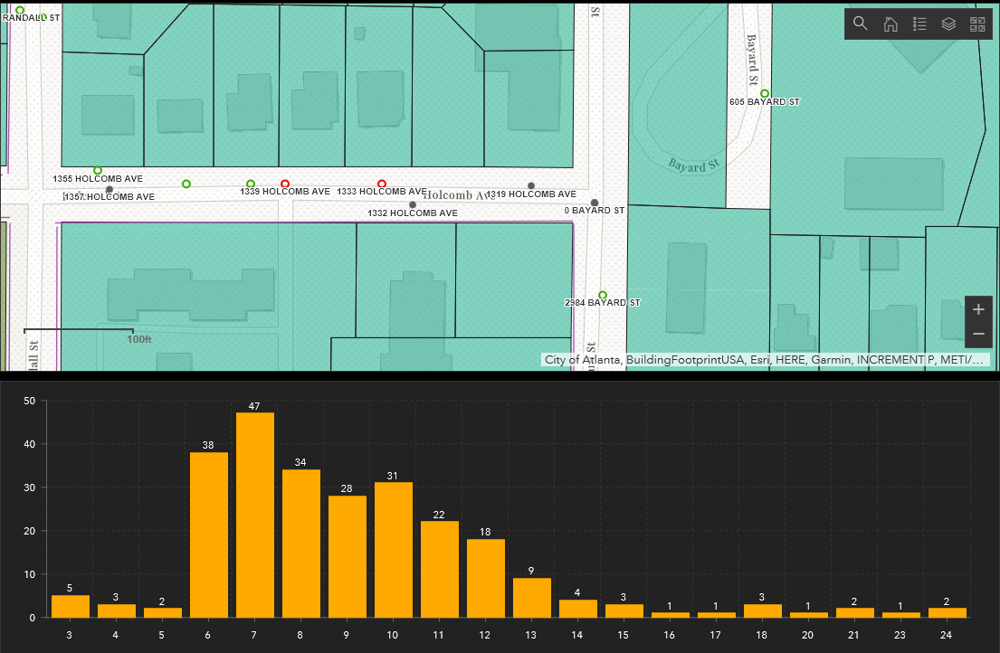 RANDALL ST
St
Bayard St
605 BAYARD ST
Bayard St
1355 HOLCOMB AVE
1357 HOLCOMB AVE
1339 HOLCOMB AVE
1333 HOLCOMB AVE
Holcomb Av
1319 HOLCOMB AVE
1332 HOLCOMB AVE
0 BAYARD ST
2984 BAYARD ST
+
−
100ft
dall St
St
City of Atlanta, BuildingFootprintUSA, Esri, HERE, Garmin, INCREMENT P, METI/...
50
40
30
20
10
0
5
3
2
38
47
34
28
31
22
18
9
4
3
1
1
3
1
2
1
2
3
4
5
6
7
8
9
10
11
12
13
14
15
16
17
18
20
21
23
24